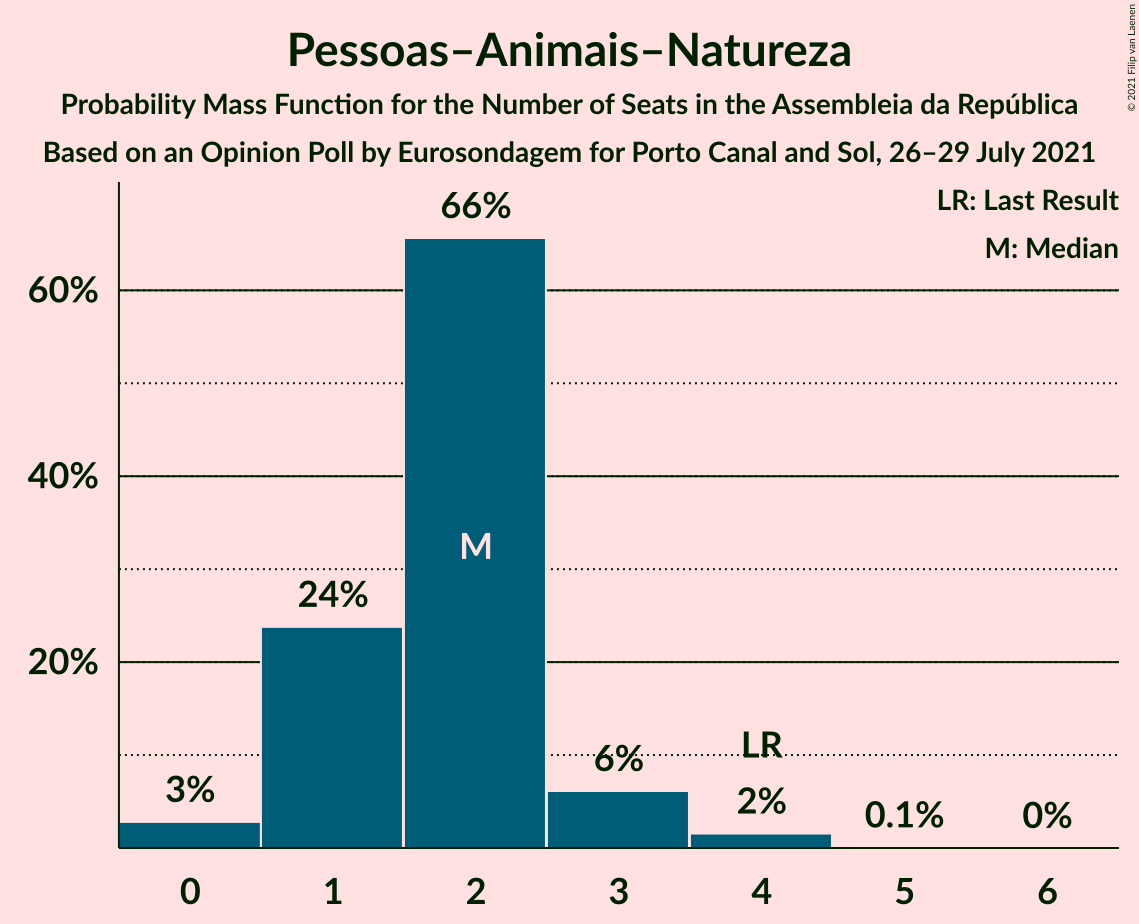 Pessoas–Animais–Natureza
Probability Mass Function for the Number of Seats in the Assembleia da República
Based on an Opinion Poll by Eurosondagem for Porto Canal and Sol, 26–29 July 2021
© 2021 Filip van Laenen
LR: Last Result
M: Median
66%
60%
40%
M
24%
20%
LR
6%
3%
2%
0.1%
0%
0 1 2 3 4 5 6